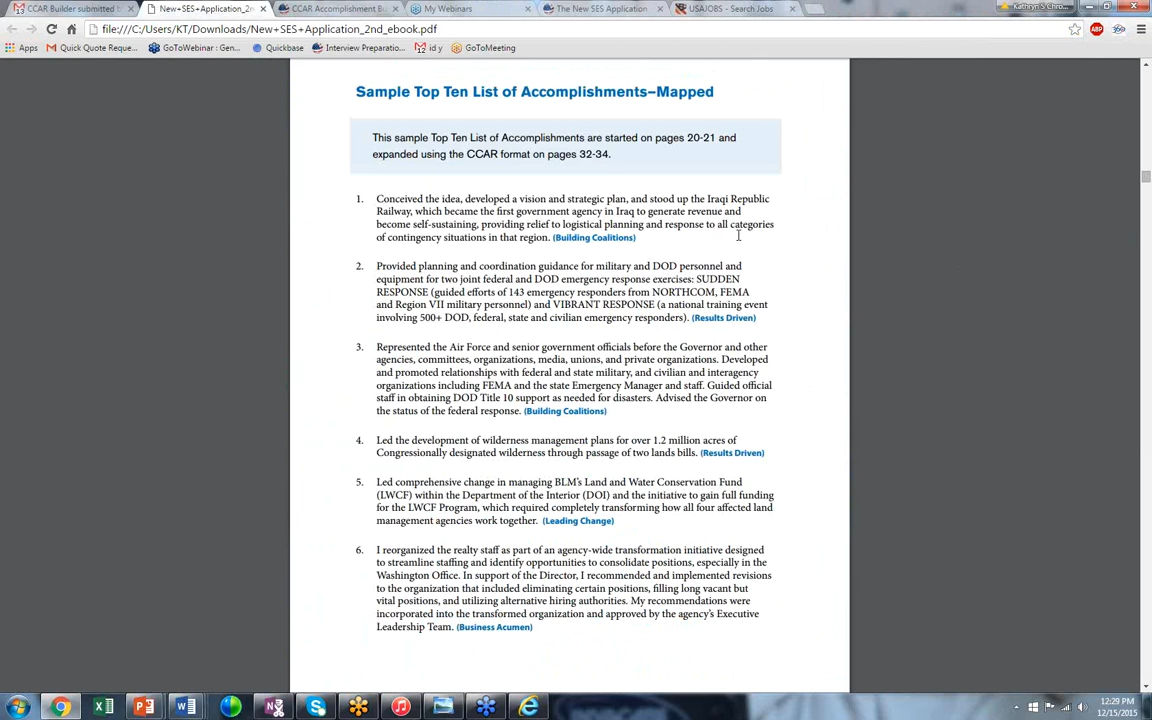 CCAR Builder submitted b
New+SES+Application_2n
CCAR Accomplishment Bu
My Webinars
The New SES Application
USAJOBS - Search Jobs
Kathryn S Chro...
file:///C:/Users/KT/Downloads/New+SES+Application_2nd_ebook.pdf
Apps
Quick Quote Reque...
GoToWebinar : Gen...
Quickbase
Interview Preparatio...
id y
GoToMeeting
Sample Top Ten List of Accomplishments–Mapped
This sample Top Ten List of Accomplishments are started on pages 20-21 and
expanded using the CCAR format on pages 32-34.
1. Conceived the idea, developed a vision and strategic plan, and stood up the Iraqi Republic
Railway, which became the first government agency in Iraq to generate revenue and
become self-sustaining, providing relief to logistical planning and response to all categories
of contingency situations in that region. (Building Coalitions)
2. Provided planning and coordination guidance for military and DOD personnel and
equipment for two joint federal and DOD emergency response exercises: SUDDEN
RESPONSE (guided efforts of 143 emergency responders from NORTHCOM, FEMA
and Region VII military personnel) and VIBRANT RESPONSE (a national training event
involving 500+ DOD, federal, state and civilian emergency responders). (Results Driven)
3. Represented the Air Force and senior government officials before the Governor and other
agencies, committees, organizations, media, unions, and private organizations. Developed
and promoted relationships with federal and state military, and civilian and interagency
organizations including FEMA and the state Emergency Manager and staff. Guided official
staff in obtaining DOD Title 10 support as needed for disasters. Advised the Governor on
the status of the federal response. (Building Coalitions)
4. Led the development of wilderness management plans for over 1.2 million acres of
Congressionally designated wilderness through passage of two lands bills. (Results Driven)
5. Led comprehensive change in managing BLM's Land and Water Conservation Fund
(LWCF) within the Department of the Interior (DOI) and the initiative to gain full funding
for the LWCF Program, which required completely transforming how all four affected land
management agencies work together. (Leading Change)
6. I reorganized the realty staff as part of an agency-wide transformation initiative designed
to streamline staffing and identify opportunities to consolidate positions, especially in the
Washington Office. In support of the Director, I recommended and implemented revisions
to the organization that included eliminating certain positions, filling long vacant but
vital positions, and utilizing alternative hiring authorities. My recommendations were
incorporated into the transformed organization and approved by the agency's Executive
Leadership Team. (Business Acumen)
12:29 PM
12/15/2015